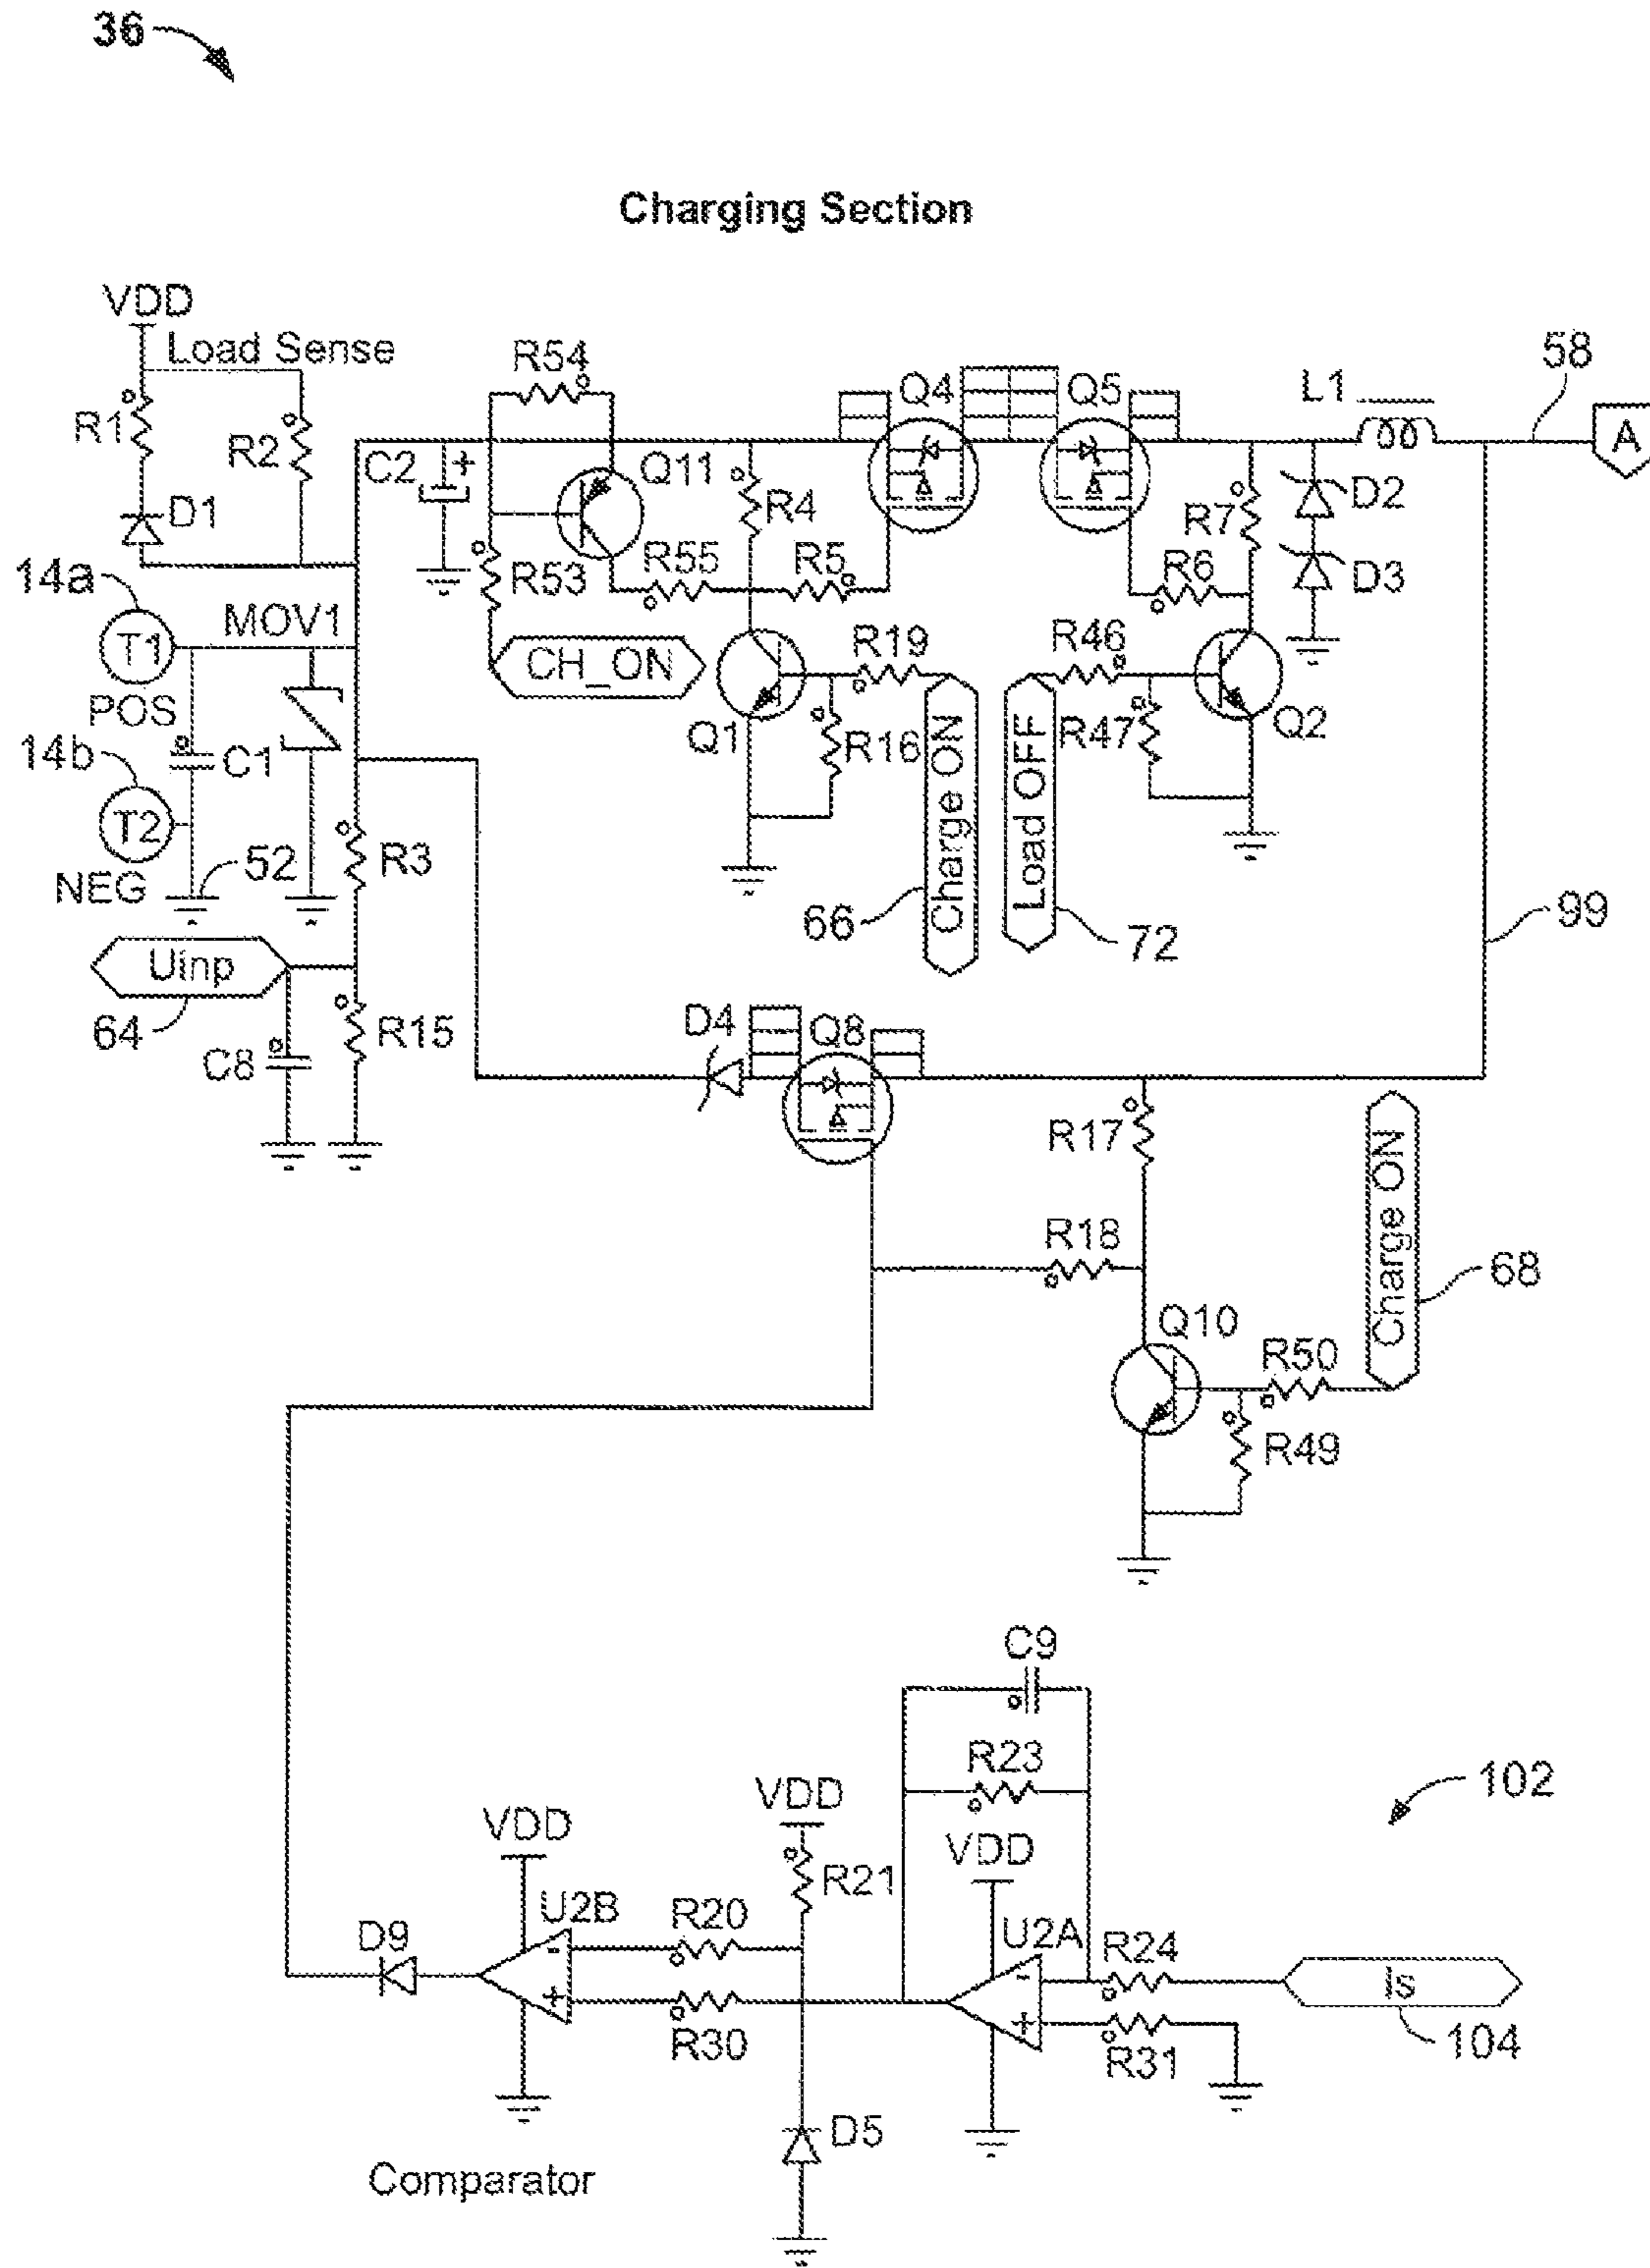 36
Charging Section
VDD
Load Sense
R1
R2
D1
14a
T1
POS
MOV1
14b
T2
NEG
C1
52
R3
Uinp
64
C8
R15
C2
R54
Q11
R53
R55
CH_ON
R4
R5
Q4
Q5
L1
58
A
R7
R6
D2
D3
Q1
R19
R16
Charge ON
66
R46
R47
Load OFF
72
Q2
99
D4
Q8
R17
R18
Q10
R50
R49
Charge ON
68
C9
R23
102
VDD
VDD
VDD
R21
U2B
R20
R30
D9
U2A
R24
R31
Is
104
D5
Comparator